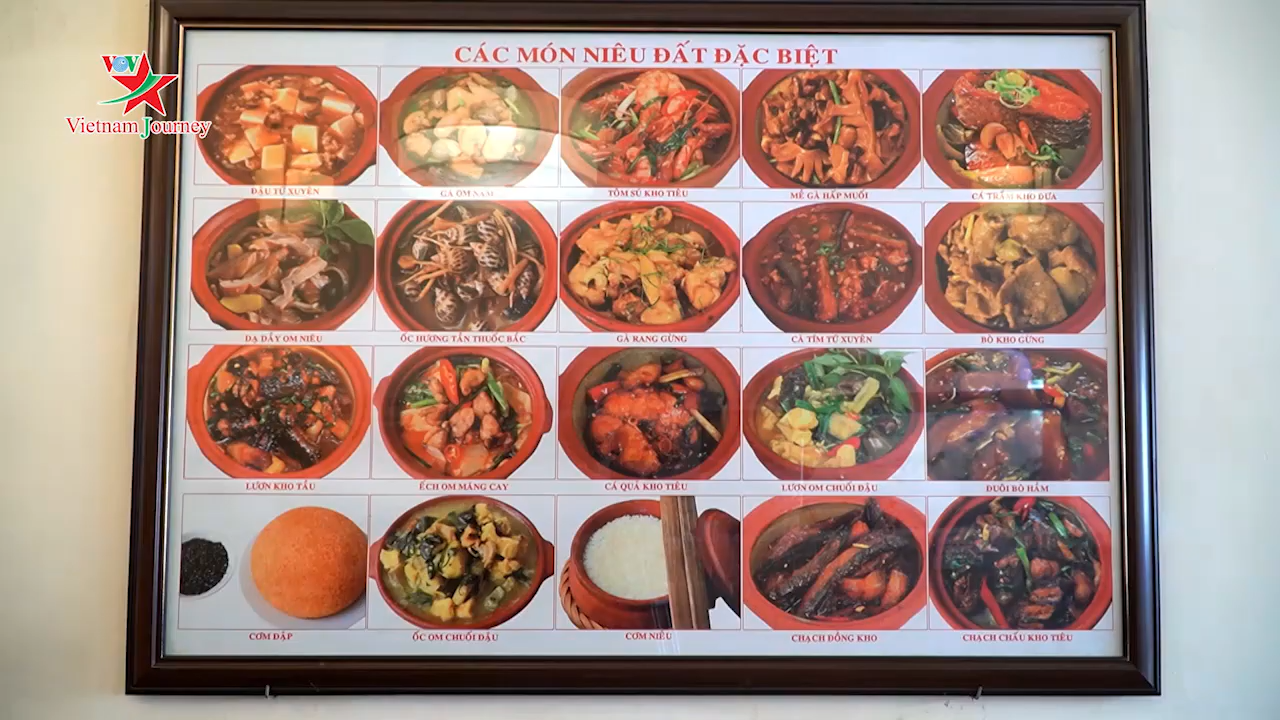 VOV
Vietnam Journey
CÁC MÓN NIÊU ĐẤT ĐẶC BIỆT
ĐẬU TỨ XUYÊN
GÀ OM NẤM
TÔM SÚ KHO TIÊU
MỀ GÀ HẤP MUỐI
CÁ TRẮM KHO DỪA
DẠ DẦY OM NIÊU
ỐC HƯƠNG TẦN THUỐC BẮC
GÀ RANG GỪNG
CÀ TÍM TỨ XUYÊN
BÒ KHO GỪNG
LƯƠN KHO TẦU
ẾCH OM MĂNG CAY
CÁ QUẢ KHO TIÊU
LƯƠN OM CHUỐI ĐẬU
ĐUÔI BÒ HẦM
CƠM ĐẬP
ỐC OM CHUỐI ĐẬU
CƠM NIÊU
CHẠCH ĐỒNG KHO
CHẠCH CHẤU KHO TIÊU